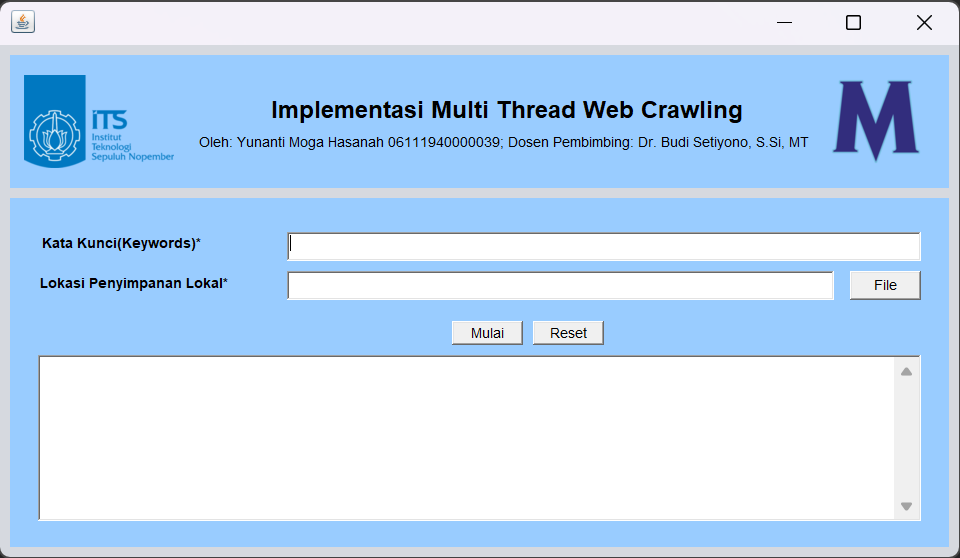 iTS
Institut
Teknologi
Sepuluh Nopember
Implementasi Multi Thread Web Crawling
Oleh: Yunanti Moga Hasanah 06111940000039; Dosen Pembimbing: Dr. Budi Setiyono, S.Si, MT
M
Kata Kunci(Keywords)*
Lokasi Penyimpanan Lokal*
File
Mulai
Reset